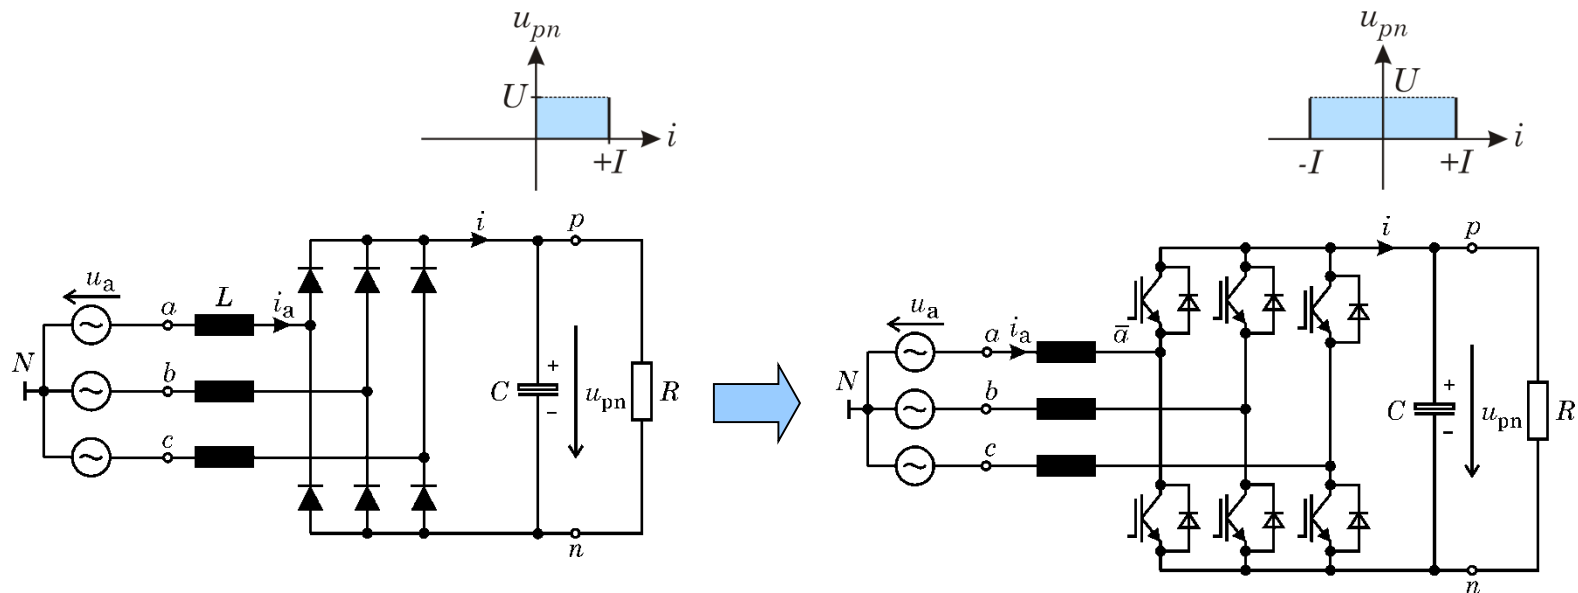 u_pn
U
+I
i
i
p
u_a
a
L
i_a
N
b
C
+
−
u_pn
R
c
n
u_pn
U
-I
+I
i
i
p
u_a
a
i_a
ā
N
b
C
+
−
u_pn
R
c
n